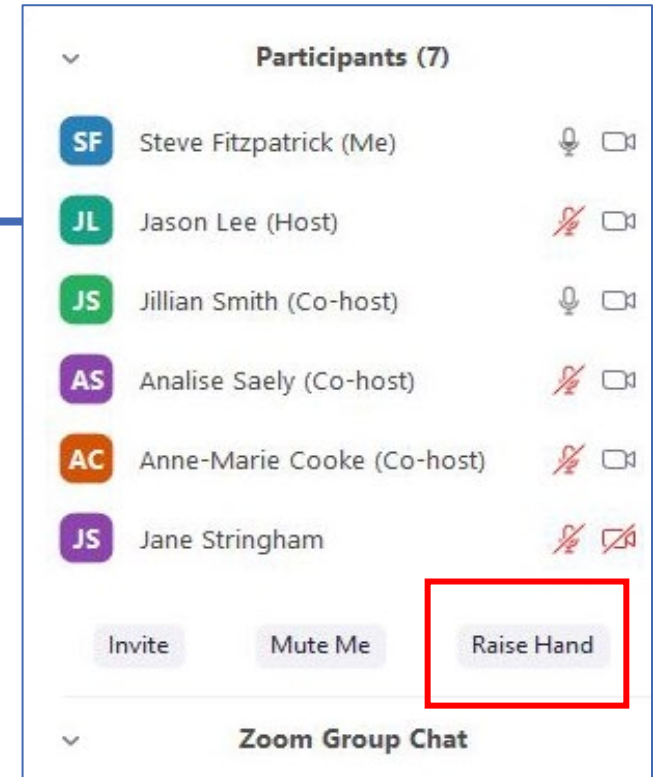 Participants (7)
SF Steve Fitzpatrick (Me)
JL Jason Lee (Host)
JS Jillian Smith (Co-host)
AS Analise Saely (Co-host)
AC Anne-Marie Cooke (Co-host)
JS Jane Stringham
Invite Mute Me Raise Hand
Zoom Group Chat